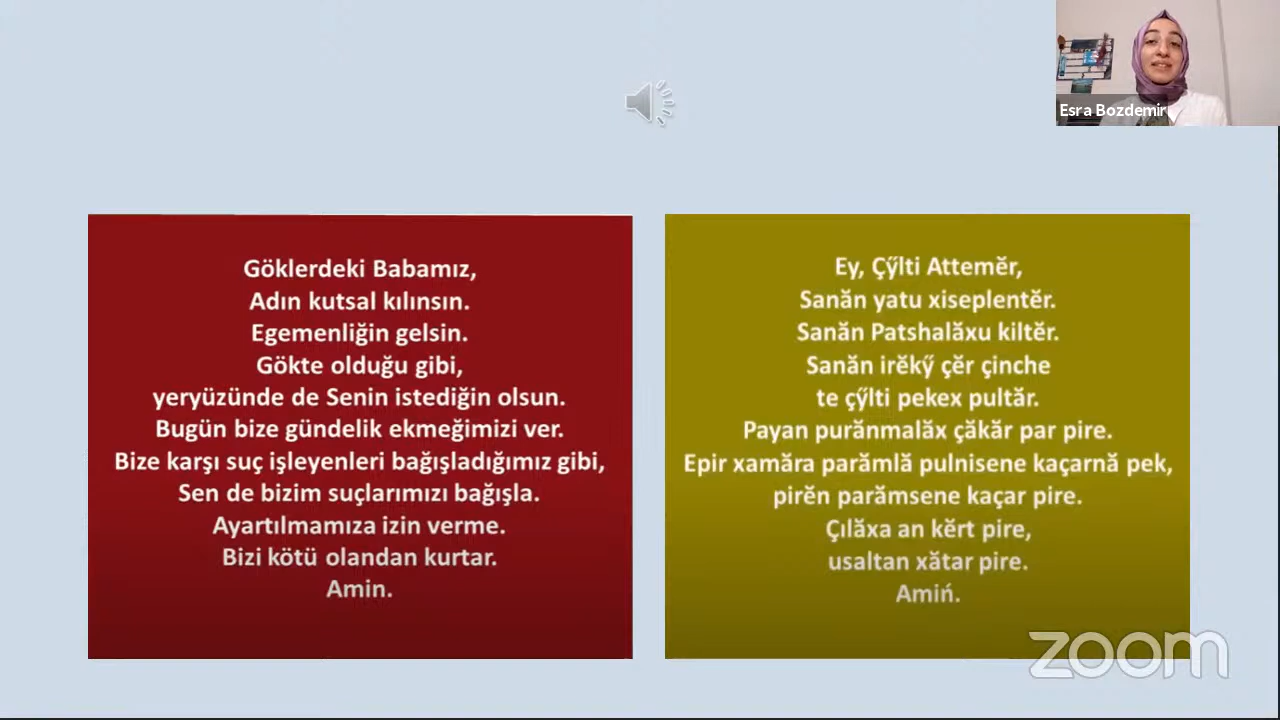 Esra Bozdemir
Göklerdeki Babamız,
Adın kutsal kılınsın.
Egemenliğin gelsin.
Gökte olduğu gibi,
yeryüzünde de Senin istediğin olsun.
Bugün bize gündelik ekmeğimizi ver.
Bize karşı suç işleyenleri bağışladığımız gibi,
Sen de bizim suçlarımızı bağışla.
Ayartılmamıza izin verme.
Bizi kötü olandan kurtar.
Amin.
Ey, Çӳlti Attemĕr,
Sanăn yatu xiseplentĕr.
Sanăn Patshalăxu kiltĕr.
Sanăn irĕkӳ çĕr çinche
te çӳlti pekex pultăr.
Payan purănmalăx çăkăr par pire.
Epir xamăra parămlă pulnisene kaçarnă pek,
pirĕn parămsene kaçar pire.
Çılăxa an kĕrt pire,
usaltan xătar pire.
Amiń.
zoom